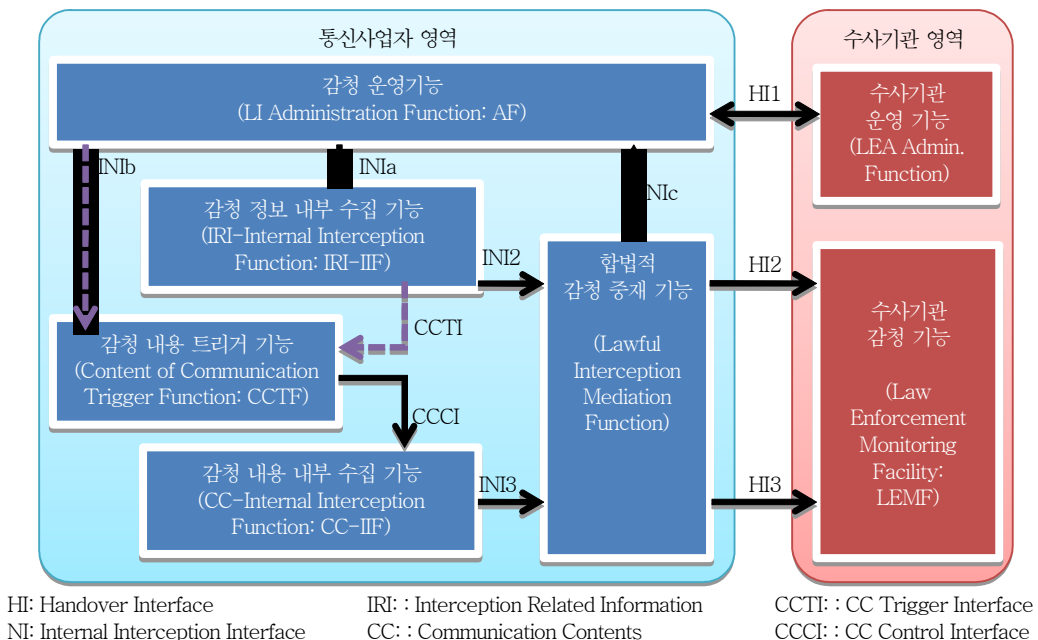 통신사업자 영역
수사기관 영역
감청 운영기능
(LI Administration Function: AF)
HI1
수사기관
운영 기능
(LEA Admin.
Function)
INIb
INIa
NIc
감청 정보 내부 수집 기능
(IRI-Internal Interception
Function: IRI-IIF)
INI2
합법적
감청 중재 기능
(Lawful
Interception
Mediation
Function)
HI2
수사기관
감청 기능
(Law
Enforcement
Monitoring
Facility:
LEMF)
CCTI
감청 내용 트리거 기능
(Content of Communication
Trigger Function: CCTF)
CCCI
감청 내용 내부 수집 기능
(CC-Internal Interception
Function: CC-IIF)
INI3
HI3
HI: Handover Interface
IRI: : Interception Related Information
CCTI: : CC Trigger Interface
NI: Internal Interception Interface
CC: : Communication Contents
CCCI: : CC Control Interface